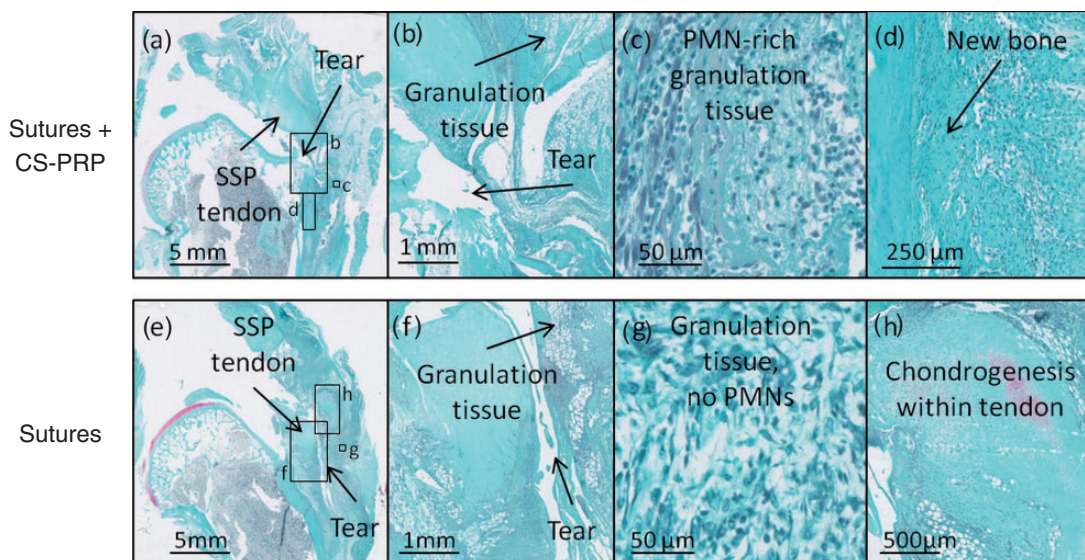 Sutures +
CS-PRP
(a)
Tear
SSP
tendon
b
c
d
5 mm
(b)
Granulation
tissue
Tear
1 mm
(c)
PMN-rich
granulation
tissue
50 µm
(d)
New bone
250 µm
Sutures
(e)
SSP
tendon
h
g
f
Tear
5mm
(f)
Granulation
tissue
Tear
1mm
(g)
Granulation
tissue,
no PMNs
50 µm
(h)
Chondrogenesis
within tendon
500µm